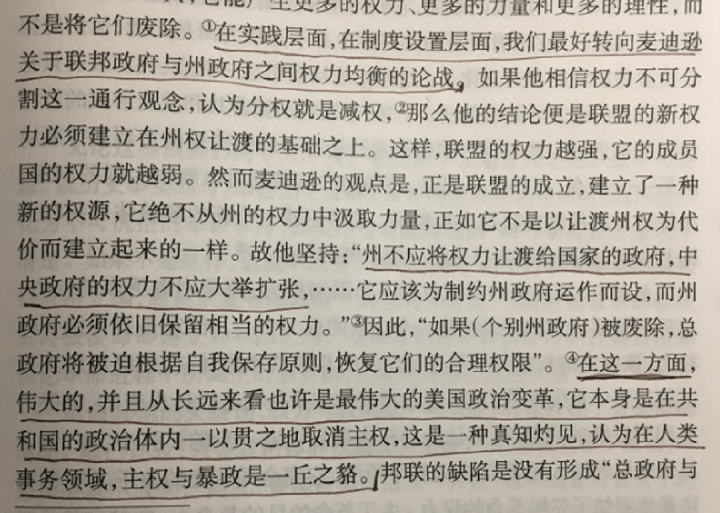 生更多的权力、更多的力量和更多的理性，而
不是将它们废除。①在实践层面，在制度设置层面，我们最好转向麦迪逊
关于联邦政府与州政府之间权力均衡的论战。如果他相信权力不可分
割这一通行观念，认为分权就是减权，②那么他的结论便是联盟的新权
力必须建立在州权让渡的基础之上。这样，联盟的权力越强，它的成员
国的权力就越弱。然而麦迪逊的观点是，正是联盟的成立，建立了一种
新的权源，它绝不从州的权力中汲取力量，正如它不是以让渡州权为代
价而建立起来的一样。故他坚持：“州不应将权力让渡给国家的政府，中
央政府的权力不应大举扩张，……它应该为制约州政府运作而设，而州
政府必须依旧保留相当的权力。”③因此，“如果(个别州政府)被废除，总
政府将被迫根据自我保存原则，恢复它们的合理权限”。④在这一方面，
伟大的，并且从长远来看也许是最伟大的美国政治变革，它本身是在共
和国的政治体内一以贯之地取消主权，这是一种真知灼见，认为在人类
事务领域，主权与暴政是一丘之貉。邦联的缺陷是没有形成“总政府与